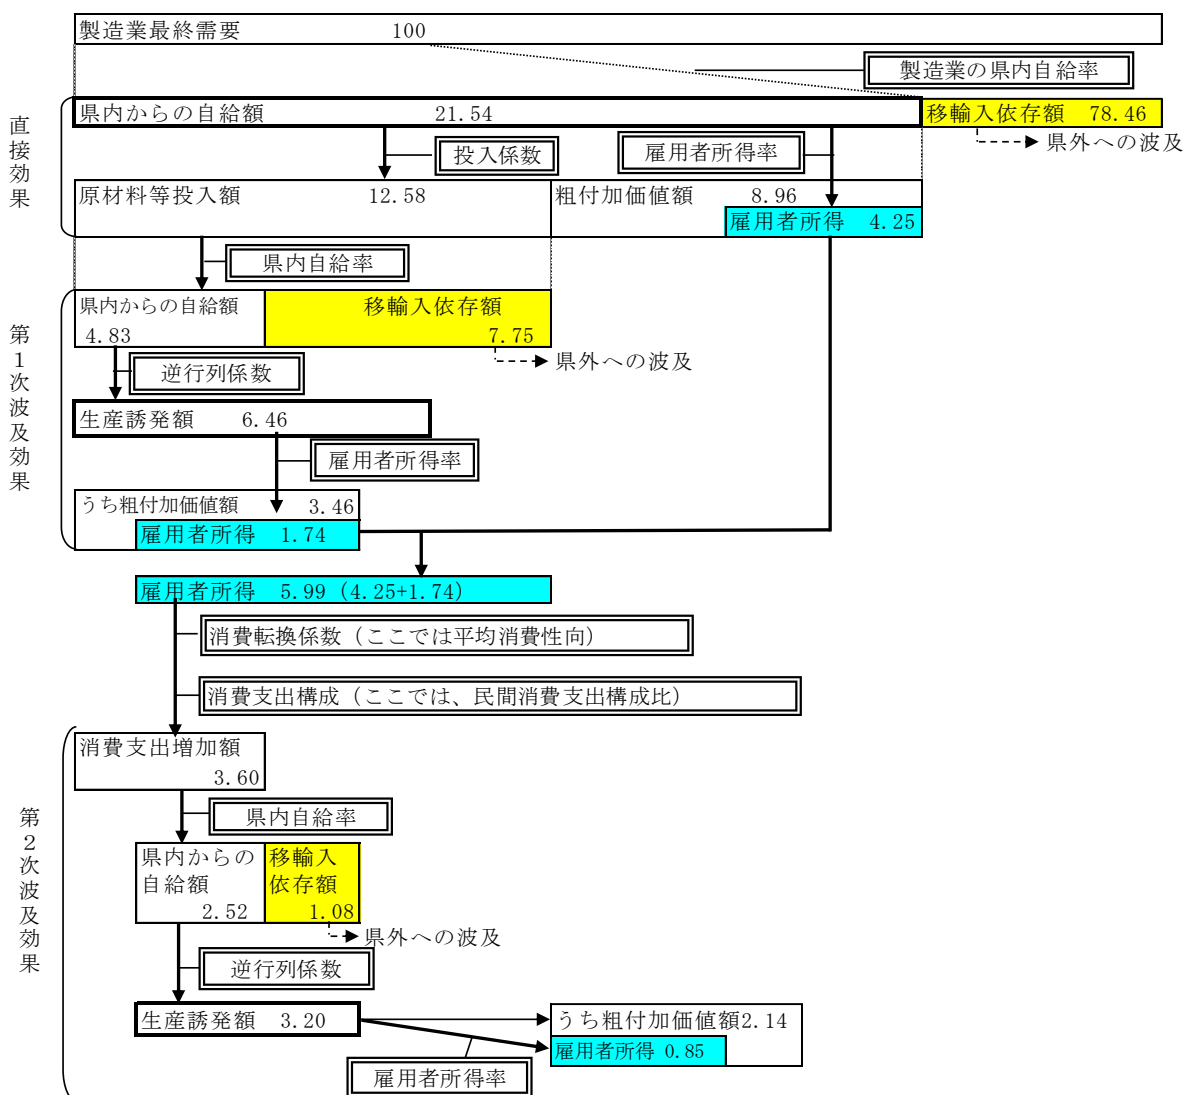 製造業最終需要 100
製造業の県内自給率
直接効果
県内からの自給額 21.54
移輸入依存額 78.46
県外への波及
投入係数
雇用者所得率
原材料等投入額 12.58
粗付加価値額 8.96
雇用者所得 4.25
県内自給率
第1次波及効果
県内からの自給額
4.83
移輸入依存額
7.75
県外への波及
逆行列係数
生産誘発額 6.46
雇用者所得率
うち粗付加価値額 3.46
雇用者所得 1.74
雇用者所得 5.99 (4.25+1.74)
消費転換係数（ここでは平均消費性向）
消費支出構成（ここでは、民間消費支出構成比）
第2次波及効果
消費支出増加額
3.60
県内自給率
県内からの
自給額
2.52
移輸入
依存額
1.08
県外への波及
逆行列係数
生産誘発額 3.20
うち粗付加価値額2.14
雇用者所得 0.85
雇用者所得率